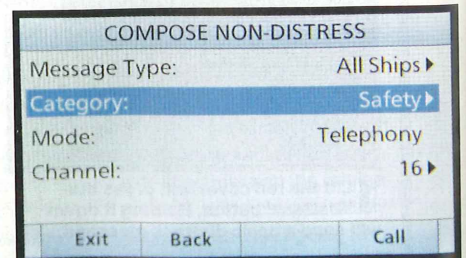 COMPOSE NON-DISTRESS
Message Type: All Ships
Category: Safety
Mode: Telephony
Channel: 16
Exit Back Call